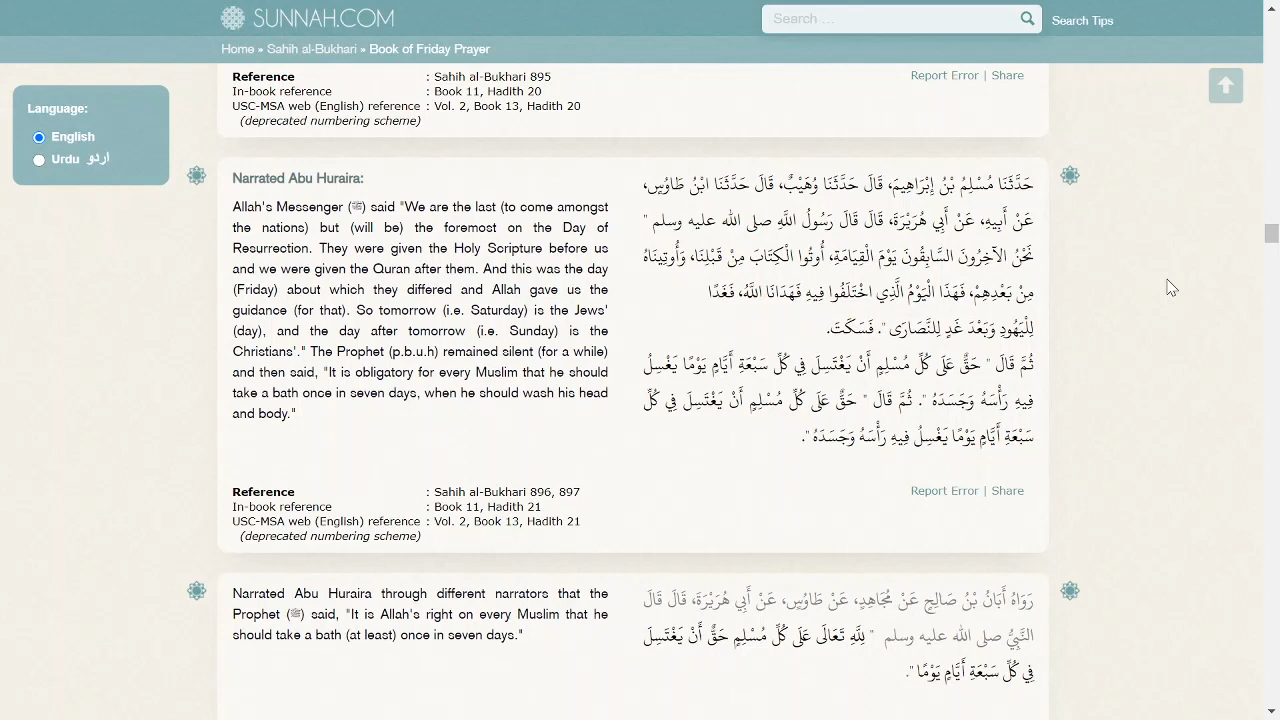 SUNNAH.COM
Search …
Search Tips
Home » Sahih al-Bukhari » Book of Friday Prayer
Language:
English
Urdu اردو
Reference : Sahih al-Bukhari 895
In-book reference : Book 11, Hadith 20
USC-MSA web (English) reference : Vol. 2, Book 13, Hadith 20
(deprecated numbering scheme)
Report Error | Share
Narrated Abu Huraira:
Allah's Messenger (ﷺ) said "We are the last (to come amongst
the nations) but (will be) the foremost on the Day of
Resurrection. They were given the Holy Scripture before us
and we were given the Quran after them. And this was the day
(Friday) about which they differed and Allah gave us the
guidance (for that). So tomorrow (i.e. Saturday) is the Jews'
(day), and the day after tomorrow (i.e. Sunday) is the
Christians'." The Prophet (p.b.u.h) remained silent (for a while)
and then said, "It is obligatory for every Muslim that he should
take a bath once in seven days, when he should wash his head
and body."
حَدَّثَنَا مُسْلِمُ بْنُ إِبْرَاهِيمَ، قَالَ حَدَّثَنَا وُهَيْبٌ، قَالَ حَدَّثَنَا ابْنُ طَاوُسٍ،
عَنْ أَبِيهِ، عَنْ أَبِي هُرَيْرَةَ، قَالَ قَالَ رَسُولُ اللَّهِ صلى الله عليه وسلم ‏"‏
نَحْنُ الآخِرُونَ السَّابِقُونَ يَوْمَ الْقِيَامَةِ، أُوتُوا الْكِتَابَ مِنْ قَبْلِنَا، وَأُوتِينَاهُ
مِنْ بَعْدِهِمْ، فَهَذَا الْيَوْمُ الَّذِي اخْتَلَفُوا فِيهِ فَهَدَانَا اللَّهُ، فَغَدًا
لِلْيَهُودِ وَبَعْدَ غَدٍ لِلنَّصَارَى ‏"‏‏.‏ فَسَكَتَ‏.‏
ثُمَّ قَالَ ‏"‏ حَقٌّ عَلَى كُلِّ مُسْلِمٍ أَنْ يَغْتَسِلَ فِي كُلِّ سَبْعَةِ أَيَّامٍ يَوْمًا يَغْسِلُ
فِيهِ رَأْسَهُ وَجَسَدَهُ ‏"‏‏.‏ ثُمَّ قَالَ ‏"‏ حَقٌّ عَلَى كُلِّ مُسْلِمٍ أَنْ يَغْتَسِلَ فِي كُلِّ
سَبْعَةِ أَيَّامٍ يَوْمًا يَغْسِلُ فِيهِ رَأْسَهُ وَجَسَدَهُ ‏"‏‏.‏
Reference : Sahih al-Bukhari 896, 897
In-book reference : Book 11, Hadith 21
USC-MSA web (English) reference : Vol. 2, Book 13, Hadith 21
(deprecated numbering scheme)
Report Error | Share
Narrated Abu Huraira through different narrators that the
Prophet (ﷺ) said, "It is Allah's right on every Muslim that he
should take a bath (at least) once in seven days."
رَوَاهُ أَبَانُ بْنُ صَالِحٍ عَنْ مُجَاهِدٍ، عَنْ طَاوُسٍ، عَنْ أَبِي هُرَيْرَةَ، قَالَ قَالَ
النَّبِيُّ صلى الله عليه وسلم ‏"‏ لِلَّهِ تَعَالَى عَلَى كُلِّ مُسْلِمٍ حَقٌّ أَنْ يَغْتَسِلَ
فِي كُلِّ سَبْعَةِ أَيَّامٍ يَوْمًا ‏"‏‏.‏